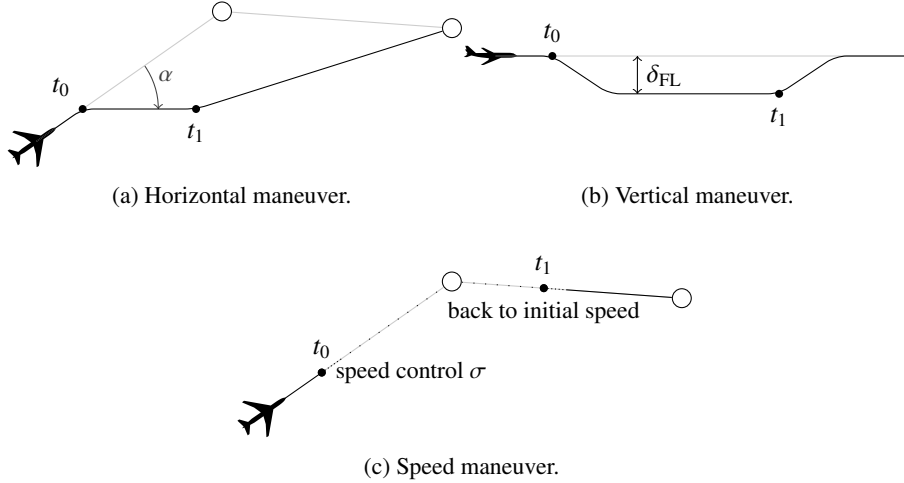 t₀
α
t₁
(a) Horizontal maneuver.
t₀
δFL
t₁
(b) Vertical maneuver.
t₁
back to initial speed
t₀
speed control σ
(c) Speed maneuver.